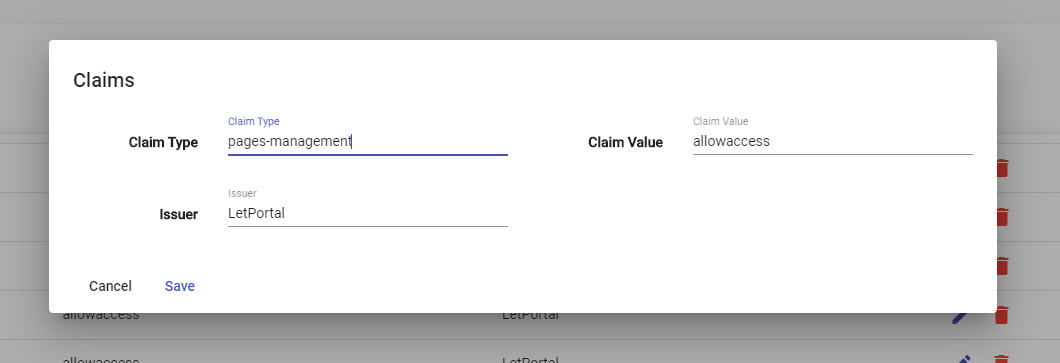 Claims
Claim Type
Claim Type
pages-management
Claim Value
Claim Value
allowaccess
Issuer
Issuer
LetPortal
Cancel
Save
allowaccess
LetPortal
allowaccess
LetPortal